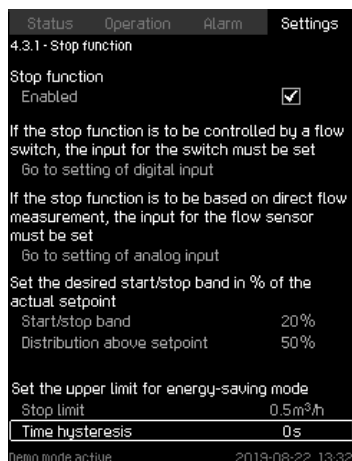 Status Operation Alarm Settings
4.3.1 - Stop function
Stop function
Enabled
If the stop function is to be controlled by a flow
switch, the input for the switch must be set
Go to setting of digital input
If the stop function is to be based on direct flow
measurement, the input for the flow sensor
must be set
Go to setting of analog input
Set the desired start/stop band in % of the
actual setpoint
Start/stop band 20%
Distribution above setpoint 50%
Set the upper limit for energy-saving mode
Stop limit 0.5m³/h
Time hysteresis 0s
Demo mode active 2019-08-22 13:32